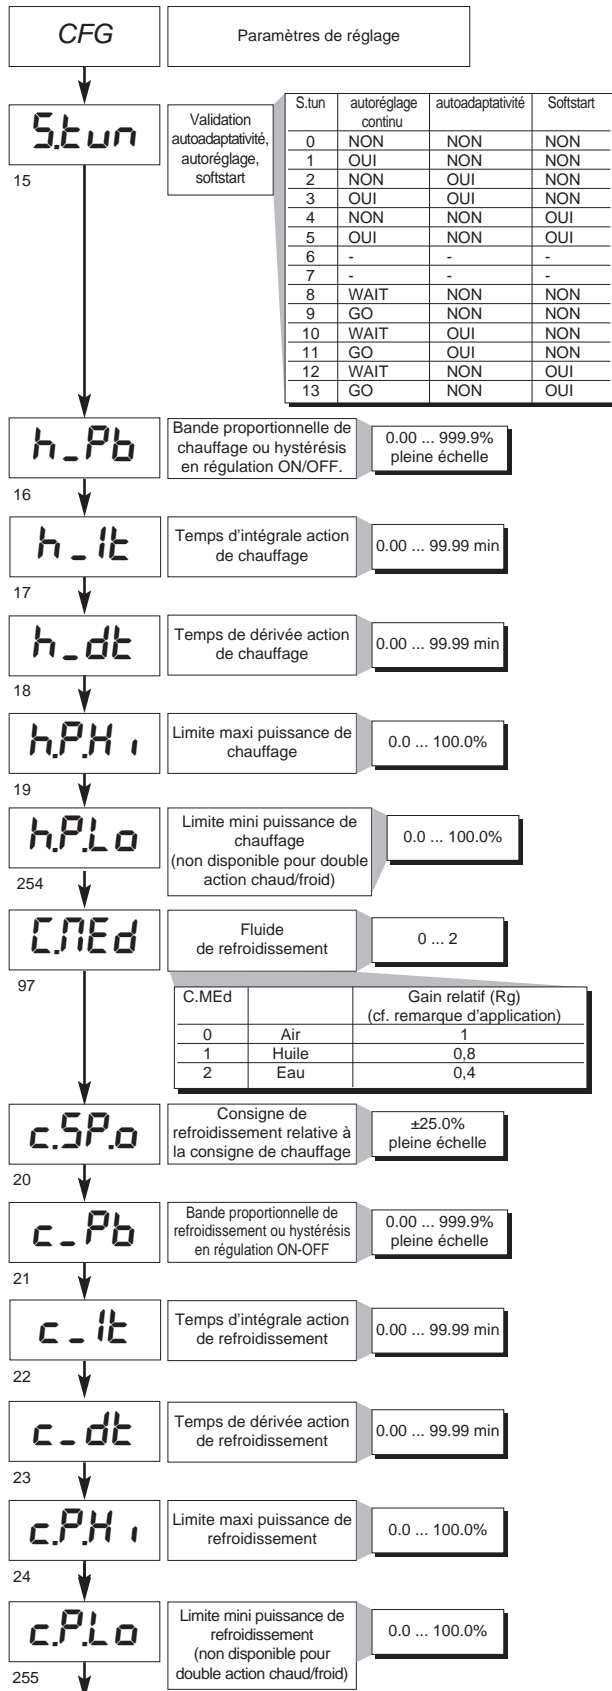 CFG
Paramètres de réglage
S.tun
15
Validation
autoadaptativité,
autoréglage,
softstart
S.tun autoréglage continu autoadaptativité Softstart
0 NON NON NON
1 OUI NON NON
2 NON OUI NON
3 OUI OUI NON
4 NON NON OUI
5 OUI NON OUI
6 - - -
7 - - -
8 WAIT NON NON
9 GO NON NON
10 WAIT OUI NON
11 GO OUI NON
12 WAIT NON OUI
13 GO NON OUI
h_Pb
16
Bande proportionnelle de
chauffage ou hystérésis
en régulation ON/OFF.
0.00 ... 999.9%
pleine échelle
h_It
17
Temps d'intégrale action
de chauffage
0.00 ... 99.99 min
h_dt
18
Temps de dérivée action
de chauffage
0.00 ... 99.99 min
h.P.Hi
19
Limite maxi puissance de
chauffage
0.0 ... 100.0%
h.P.Lo
254
Limite mini puissance de
chauffage
(non disponible pour double
action chaud/froid)
0.0 ... 100.0%
C.MEd
97
Fluide
de refroidissement
0 ... 2
C.MEd Gain relatif (Rg)
(cf. remarque d'application)
0 Air 1
1 Huile 0,8
2 Eau 0,4
c.SP.o
20
Consigne de
refroidissement relative à
la consigne de chauffage
±25.0%
pleine échelle
c_Pb
21
Bande proportionnelle de
refroidissement ou hystérésis
en régulation ON-OFF
0.00 ... 999.9%
pleine échelle
c_It
22
Temps d'intégrale action
de refroidissement
0.00 ... 99.99 min
c_dt
23
Temps de dérivée action
de refroidissement
0.00 ... 99.99 min
c.P.Hi
24
Limite maxi puissance de
refroidissement
0.0 ... 100.0%
c.P.Lo
255
Limite mini puissance de
refroidissement
(non disponible pour
double action chaud/froid)
0.0 ... 100.0%